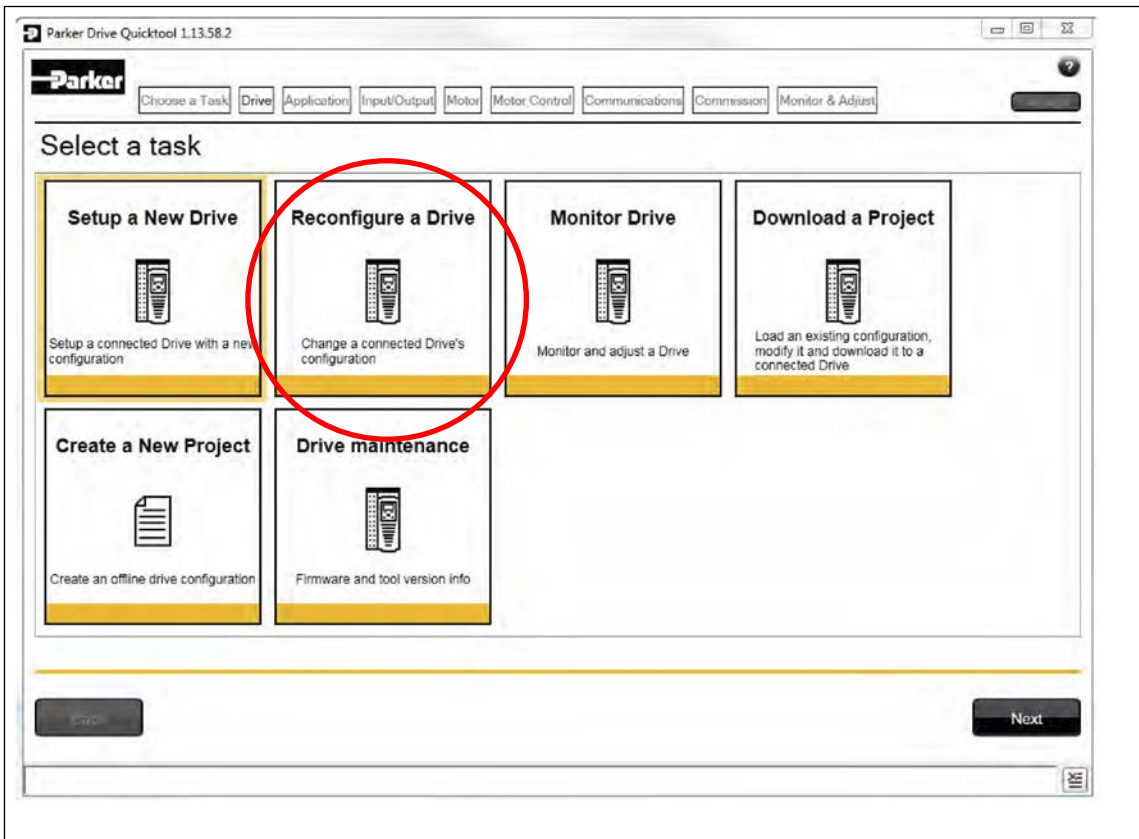 Parker Drive Quicktool 1.13.58.2
Parker
Choose a Task Drive Application Input/Output Motor Motor Control Communications Commission Monitor & Adjust
Select a task
Setup a New Drive
Setup a connected Drive with a new
configuration
Reconfigure a Drive
Change a connected Drive's
configuration
Monitor Drive
Monitor and adjust a Drive
Download a Project
Load an existing configuration,
modify it and download it to a
connected Drive
Create a New Project
Create an offline drive configuration
Drive maintenance
Firmware and tool version info
Next